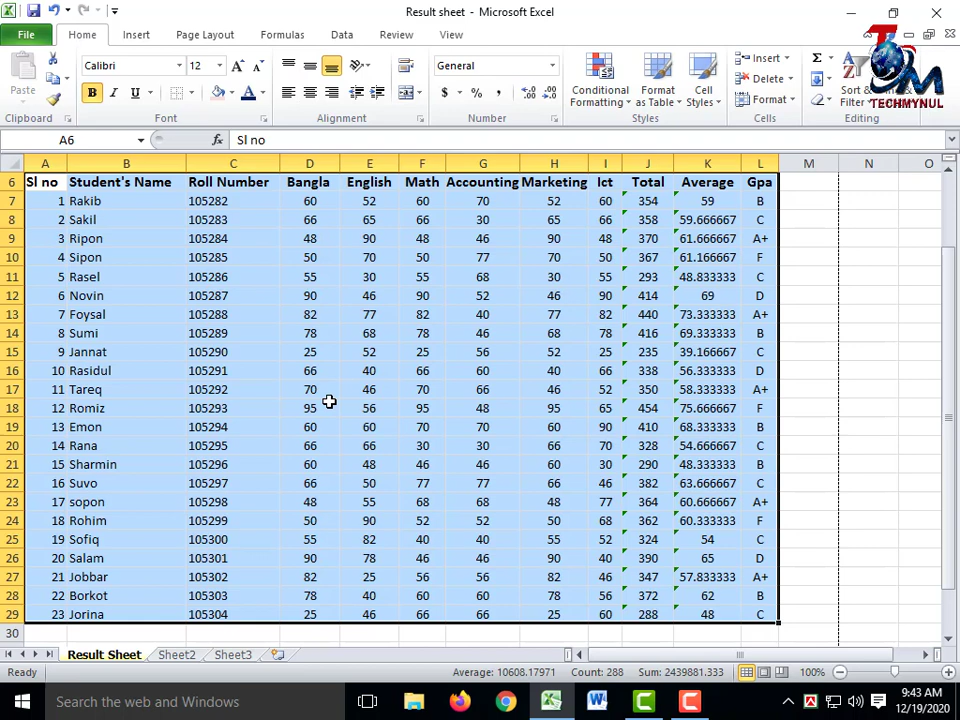 Result sheet - Microsoft Excel
File Home Insert Page Layout Formulas Data Review View
Paste
Calibri 12
General
Conditional Formatting
Format as Table
Cell Styles
Insert
Delete
Format
Sort & Filter
TECHMYNUL
Clipboard Font Alignment Number Styles Cells Editing
A6 fx Sl no
A B C D E F G H I J K L M N O
6 Sl no Student's Name Roll Number Bangla English Math Accounting Marketing Ict Total Average Gpa
7 1 Rakib 105282 60 52 60 70 52 60 354 59 B
8 2 Sakil 105283 66 65 66 30 65 66 358 59.666667 C
9 3 Ripon 105284 48 90 48 46 90 48 370 61.666667 A+
10 4 Sipon 105285 50 70 50 77 70 50 367 61.166667 F
11 5 Rasel 105286 55 30 55 68 30 55 293 48.833333 C
12 6 Novin 105287 90 46 90 52 46 90 414 69 D
13 7 Foysal 105288 82 77 82 40 77 82 440 73.333333 A+
14 8 Sumi 105289 78 68 78 46 68 78 416 69.333333 B
15 9 Jannat 105290 25 52 25 56 52 25 235 39.166667 C
16 10 Rasidul 105291 66 40 66 60 40 66 338 56.333333 D
17 11 Tareq 105292 70 46 70 66 46 52 350 58.333333 A+
18 12 Romiz 105293 95 56 95 48 95 65 454 75.666667 F
19 13 Emon 105294 60 60 70 70 60 90 410 68.333333 B
20 14 Rana 105295 66 66 30 30 66 70 328 54.666667 C
21 15 Sharmin 105296 60 48 46 46 60 30 290 48.333333 B
22 16 Suvo 105297 66 50 77 77 66 46 382 63.666667 C
23 17 sopon 105298 48 55 68 68 48 77 364 60.666667 A+
24 18 Rohim 105299 50 90 52 52 50 68 362 60.333333 F
25 19 Sofiq 105300 55 82 40 40 55 52 324 54 C
26 20 Salam 105301 90 78 46 46 90 40 390 65 D
27 21 Jobbar 105302 82 25 56 56 82 46 347 57.833333 A+
28 22 Borkot 105303 78 40 60 60 78 56 372 62 B
29 23 Jorina 105304 25 46 66 66 25 60 288 48 C
30
Result Sheet Sheet2 Sheet3
Ready Average: 10608.17971 Count: 288 Sum: 2439881.333 100%
Search the web and Windows
9:43 AM
12/19/2020